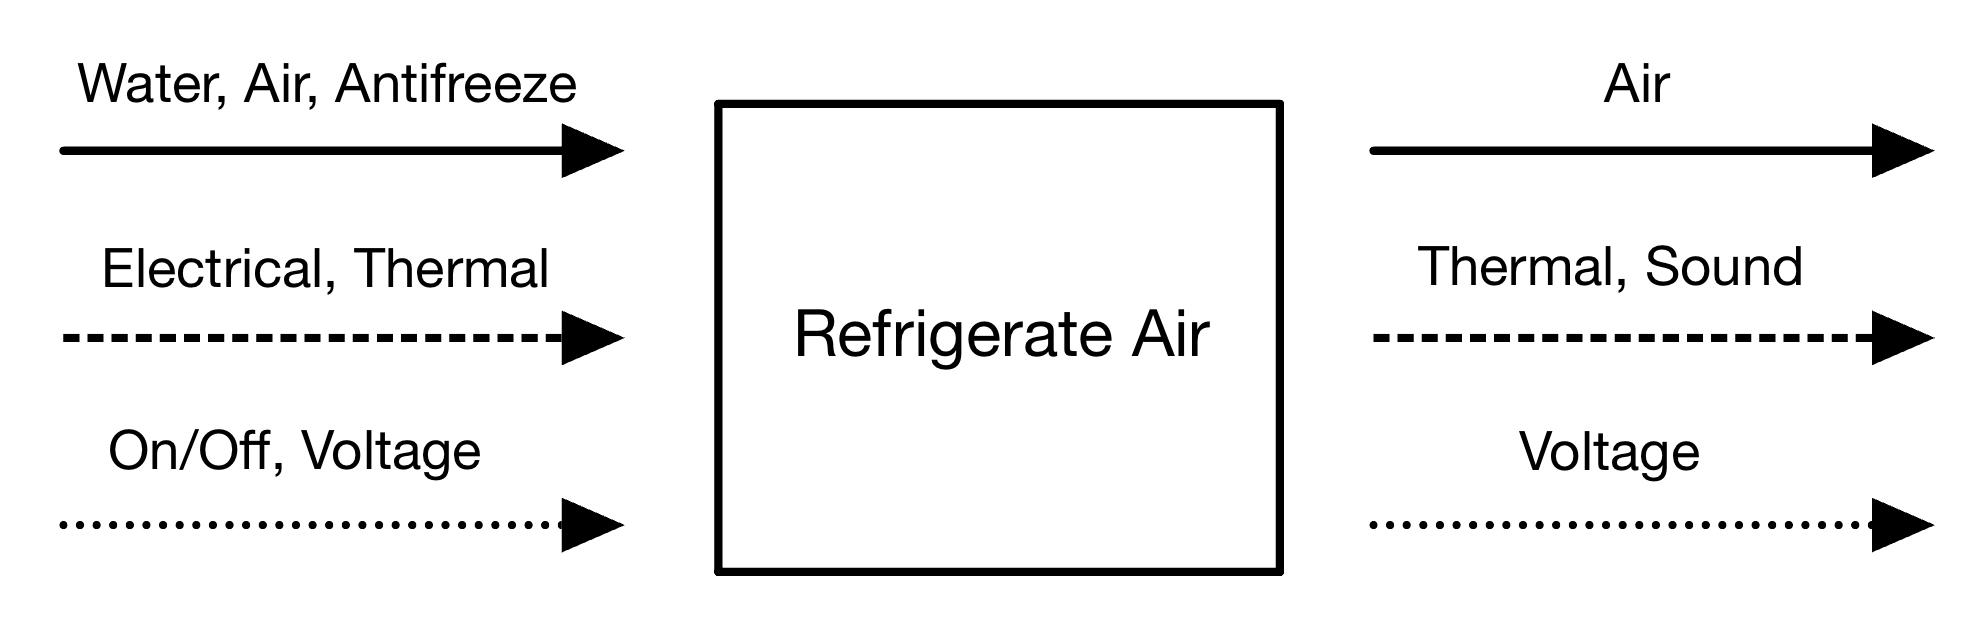 Water, Air, Antifreeze
Air
Electrical, Thermal
Thermal, Sound
Refrigerate Air
On/Off, Voltage
Voltage